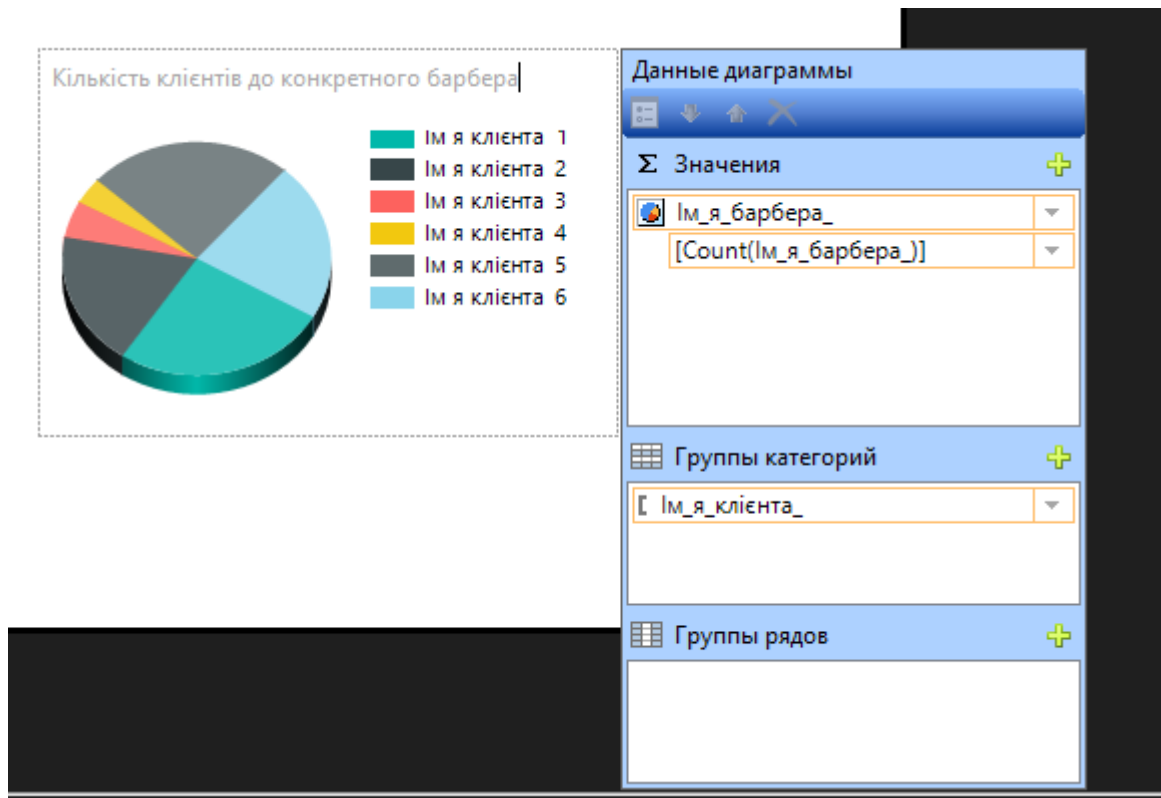 Кількість клієнтів до конкретного барбера
Ім я клієнта 1
Ім я клієнта 2
Ім я клієнта 3
Ім я клієнта 4
Ім я клієнта 5
Ім я клієнта 6
Данные диаграммы
Σ Значения
Ім_я_барбера_
[Count(Ім_я_барбера_)]
Группы категорий
Ім_я_клієнта_
Группы рядов